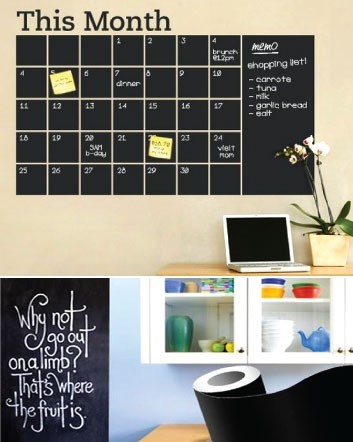 This Month
1 2 3 4
brunch
@12pm
4 5 6 7 8 9 10
dinner
11 12 13 14 15 16 17
18 19 20 21 22 23 24
SAM
b-day
visit
mom
25 26 27 28 29 30
memo
shopping list!
- carrots
- tuna
- milk
- garlic bread
- salt
Why not
go out
on a limb?
That's where
the fruit is.